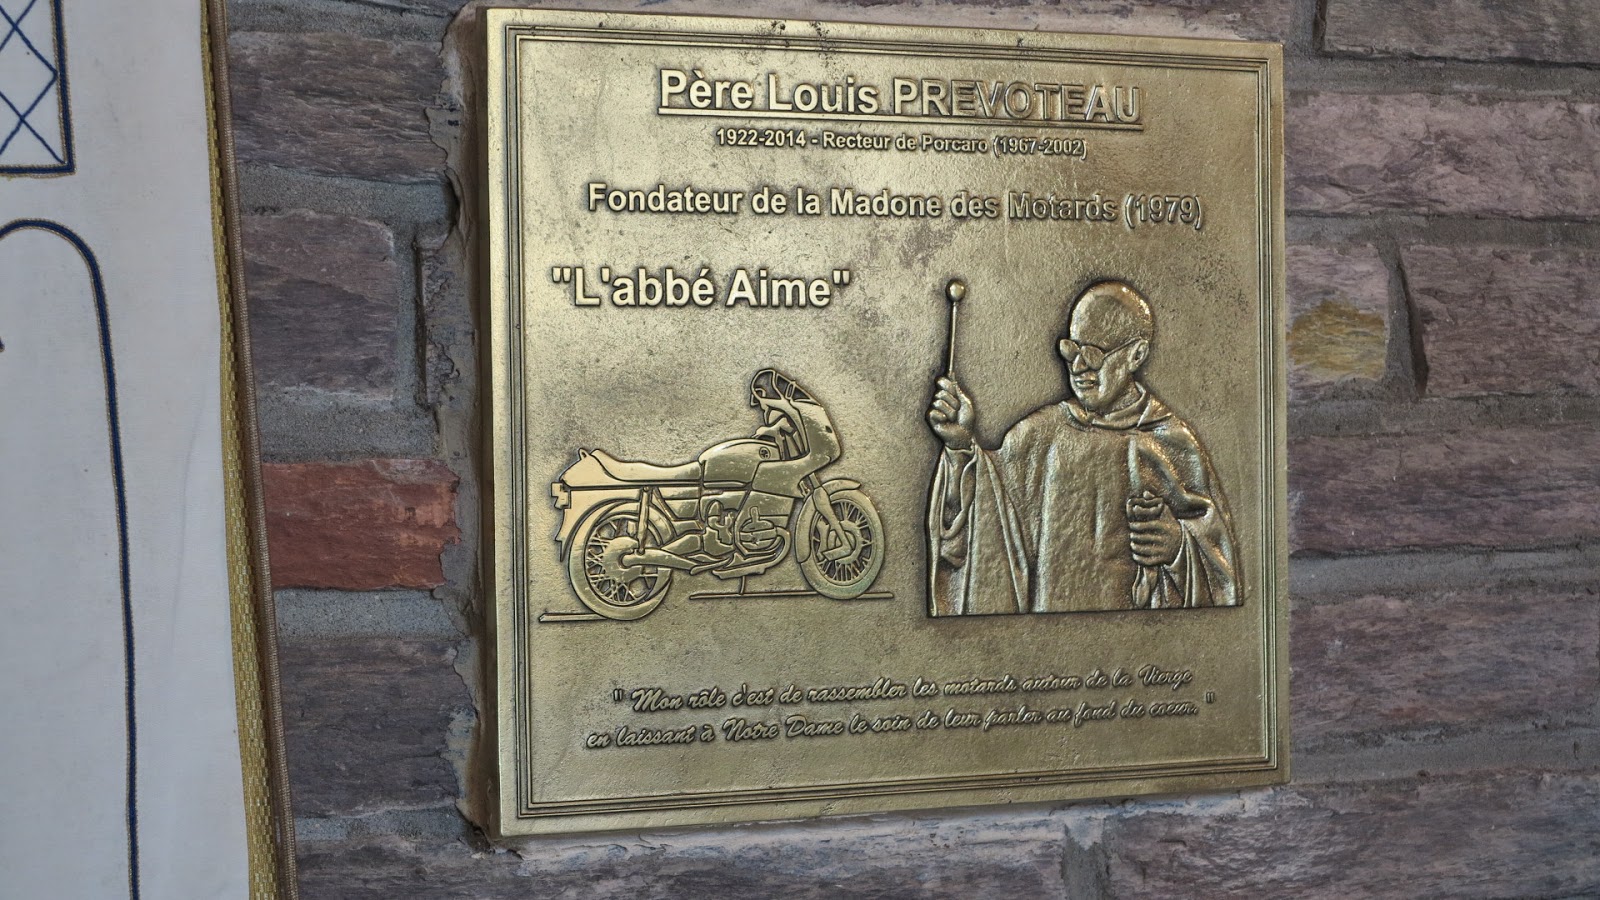 Père Louis PREVOTEAU
1922-2014 - Recteur de Porcaro (1967-2002)
Fondateur de la Madone des Motards (1979)
"L'abbé Aime"
" Mon rôle c'est de rassembler les motards autour de la Vierge
en laissant à Notre Dame le soin de leur parler au fond du coeur. "